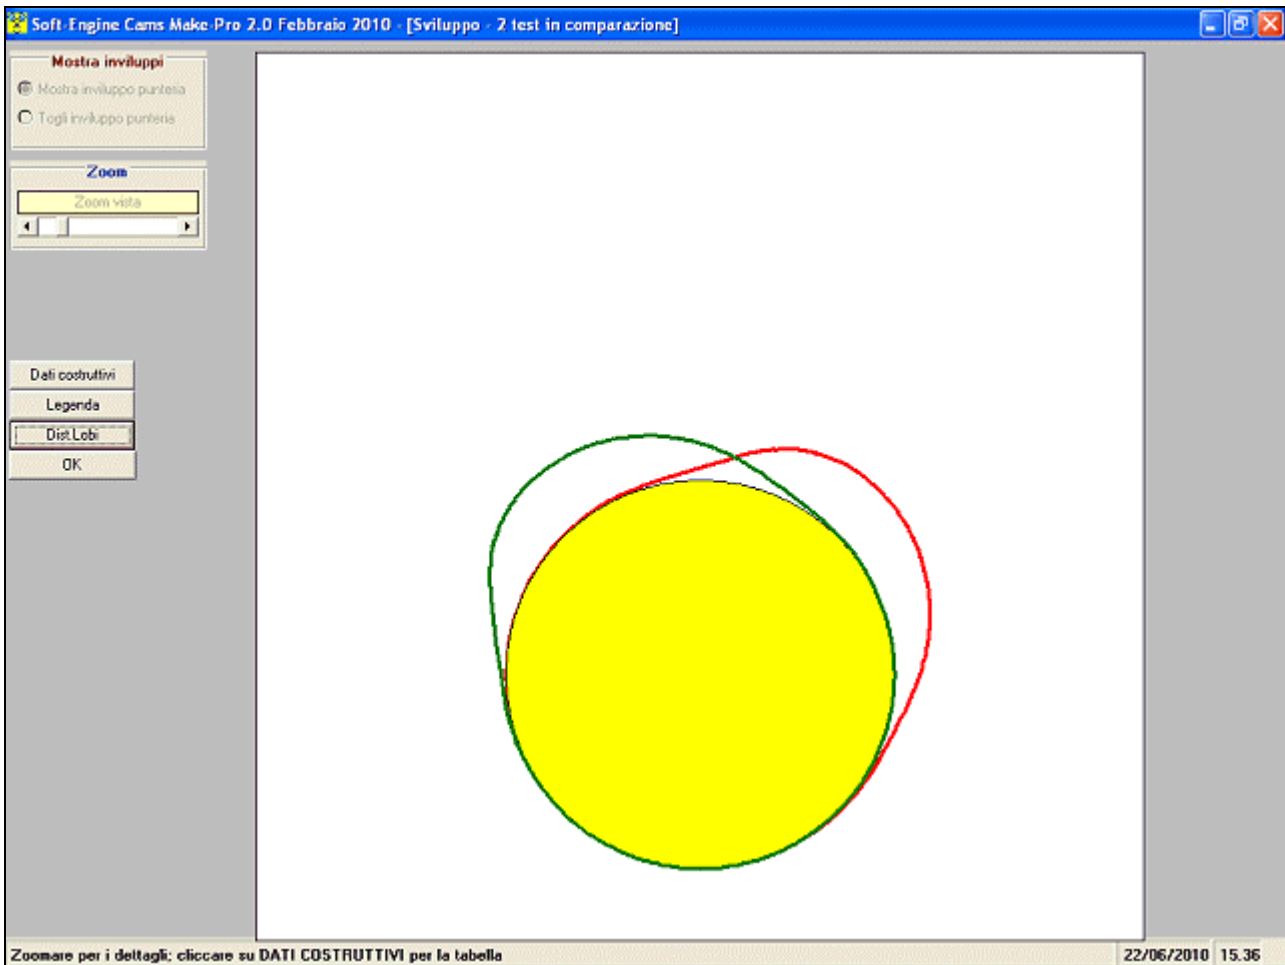 Soft-Engine Cams Make-Pro 2.0 Febbraio 2010 - [Sviluppo - 2 test in comparazione]
Mostra inviluppi
Mostra inviluppo punteria
Togli inviluppo punteria
Zoom
Zoom vista
Dati costruttivi
Legenda
Dist.Lobi
OK
Zoomare per i dettagli; cliccare su DATI COSTRUTTIVI per la tabella
22/06/2010 15.36